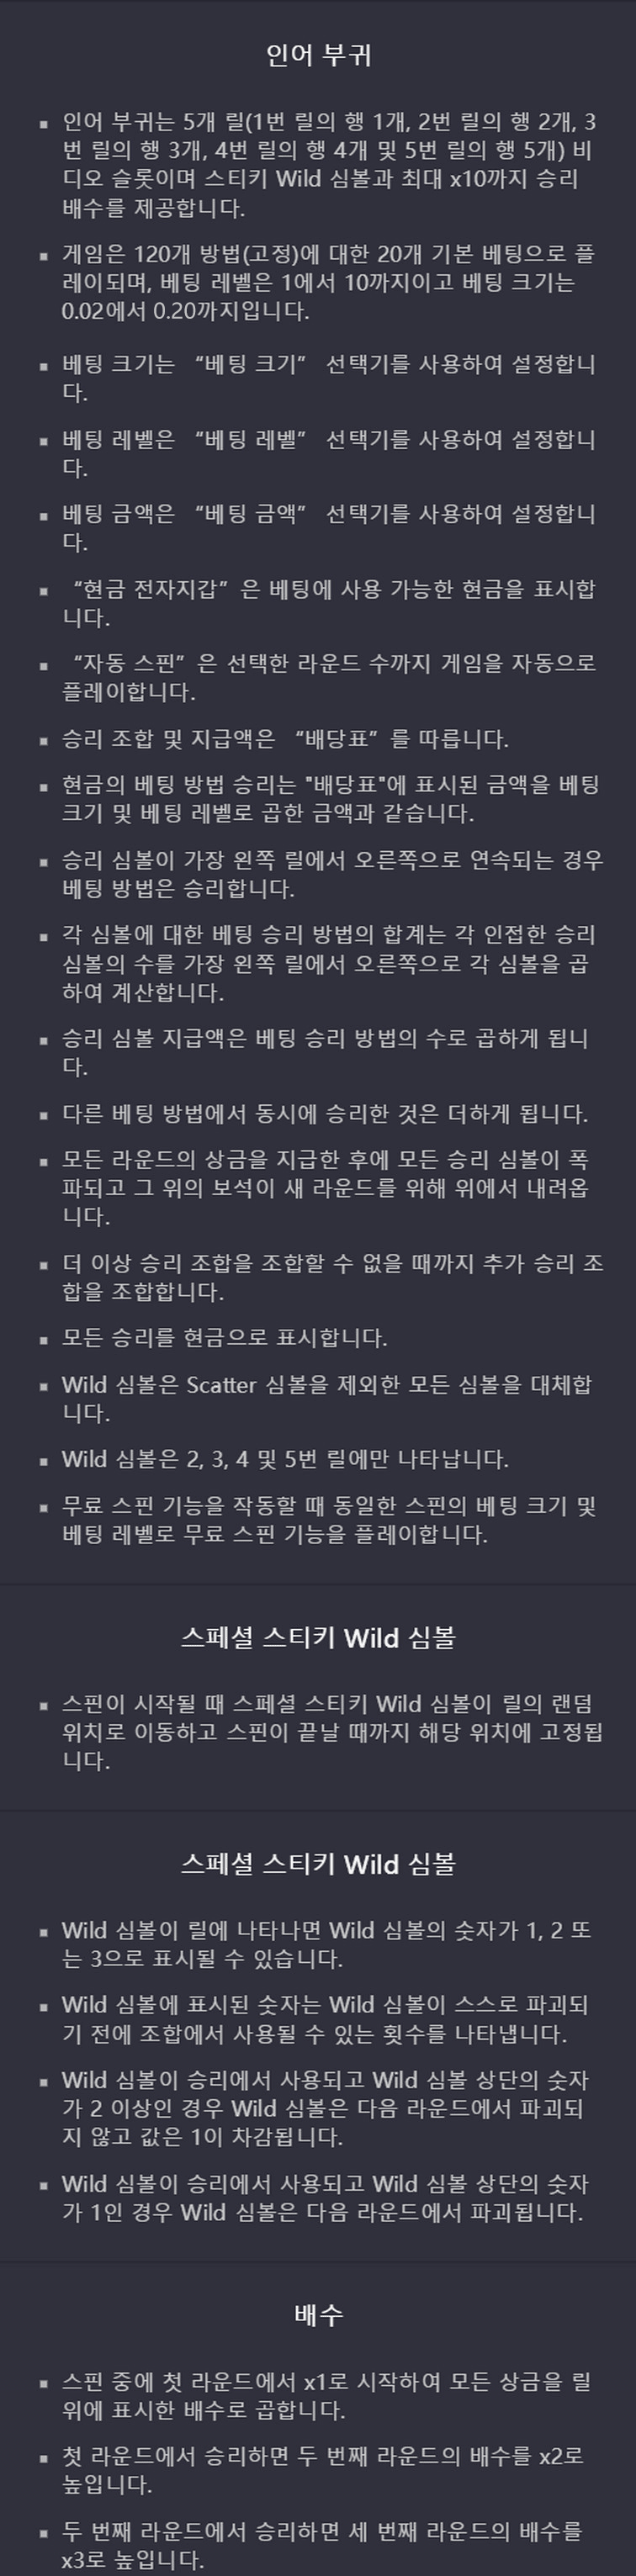 인어 부귀
▪ 인어 부귀는 5개 릴(1번 릴의 행 1개, 2번 릴의 행 2개, 3
번 릴의 행 3개, 4번 릴의 행 4개 및 5번 릴의 행 5개) 비
디오 슬롯이며 스티키 Wild 심볼과 최대 x10까지 승리
배수를 제공합니다.
▪ 게임은 120개 방법(고정)에 대한 20개 기본 베팅으로 플
레이되며, 베팅 레벨은 1에서 10까지이고 베팅 크기는
0.02에서 0.20까지입니다.
▪ 베팅 크기는 “베팅 크기” 선택기를 사용하여 설정합니
다.
▪ 베팅 레벨은 “베팅 레벨” 선택기를 사용하여 설정합니
다.
▪ 베팅 금액은 “베팅 금액” 선택기를 사용하여 설정합니
다.
▪ “현금 전자지갑” 은 베팅에 사용 가능한 현금을 표시합
니다.
▪ “자동 스핀” 은 선택한 라운드 수까지 게임을 자동으로
플레이합니다.
▪ 승리 조합 및 지급액은 “배당표” 를 따릅니다.
▪ 현금의 베팅 방법 승리는 "배당표"에 표시된 금액을 베팅
크기 및 베팅 레벨로 곱한 금액과 같습니다.
▪ 승리 심볼이 가장 왼쪽 릴에서 오른쪽으로 연속되는 경우
베팅 방법은 승리합니다.
▪ 각 심볼에 대한 베팅 승리 방법의 합계는 각 인접한 승리
심볼의 수를 가장 왼쪽 릴에서 오른쪽으로 각 심볼을 곱
하여 계산합니다.
▪ 승리 심볼 지급액은 베팅 승리 방법의 수로 곱하게 됩니
다.
▪ 다른 베팅 방법에서 동시에 승리한 것은 더하게 됩니다.
▪ 모든 라운드의 상금을 지급한 후에 모든 승리 심볼이 폭
파되고 그 위의 보석이 새 라운드를 위해 위에서 내려옵
니다.
▪ 더 이상 승리 조합을 조합할 수 없을 때까지 추가 승리 조
합을 조합합니다.
▪ 모든 승리를 현금으로 표시합니다.
▪ Wild 심볼은 Scatter 심볼을 제외한 모든 심볼을 대체합
니다.
▪ Wild 심볼은 2, 3, 4 및 5번 릴에만 나타납니다.
▪ 무료 스핀 기능을 작동할 때 동일한 스핀의 베팅 크기 및
베팅 레벨로 무료 스핀 기능을 플레이합니다.
스페셜 스티키 Wild 심볼
▪ 스핀이 시작될 때 스페셜 스티키 Wild 심볼이 릴의 랜덤
위치로 이동하고 스핀이 끝날 때까지 해당 위치에 고정됩
니다.
스페셜 스티키 Wild 심볼
▪ Wild 심볼이 릴에 나타나면 Wild 심볼의 숫자가 1, 2 또
는 3으로 표시될 수 있습니다.
▪ Wild 심볼에 표시된 숫자는 Wild 심볼이 스스로 파괴되
기 전에 조합에서 사용될 수 있는 횟수를 나타냅니다.
▪ Wild 심볼이 승리에서 사용되고 Wild 심볼 상단의 숫자
가 2 이상인 경우 Wild 심볼은 다음 라운드에서 파괴되
지 않고 값은 1이 차감됩니다.
▪ Wild 심볼이 승리에서 사용되고 Wild 심볼 상단의 숫자
가 1인 경우 Wild 심볼은 다음 라운드에서 파괴됩니다.
배수
▪ 스핀 중에 첫 라운드에서 x1로 시작하여 모든 상금을 릴
위에 표시한 배수로 곱합니다.
▪ 첫 라운드에서 승리하면 두 번째 라운드의 배수를 x2로
높입니다.
▪ 두 번째 라운드에서 승리하면 세 번째 라운드의 배수를
x3로 높입니다.